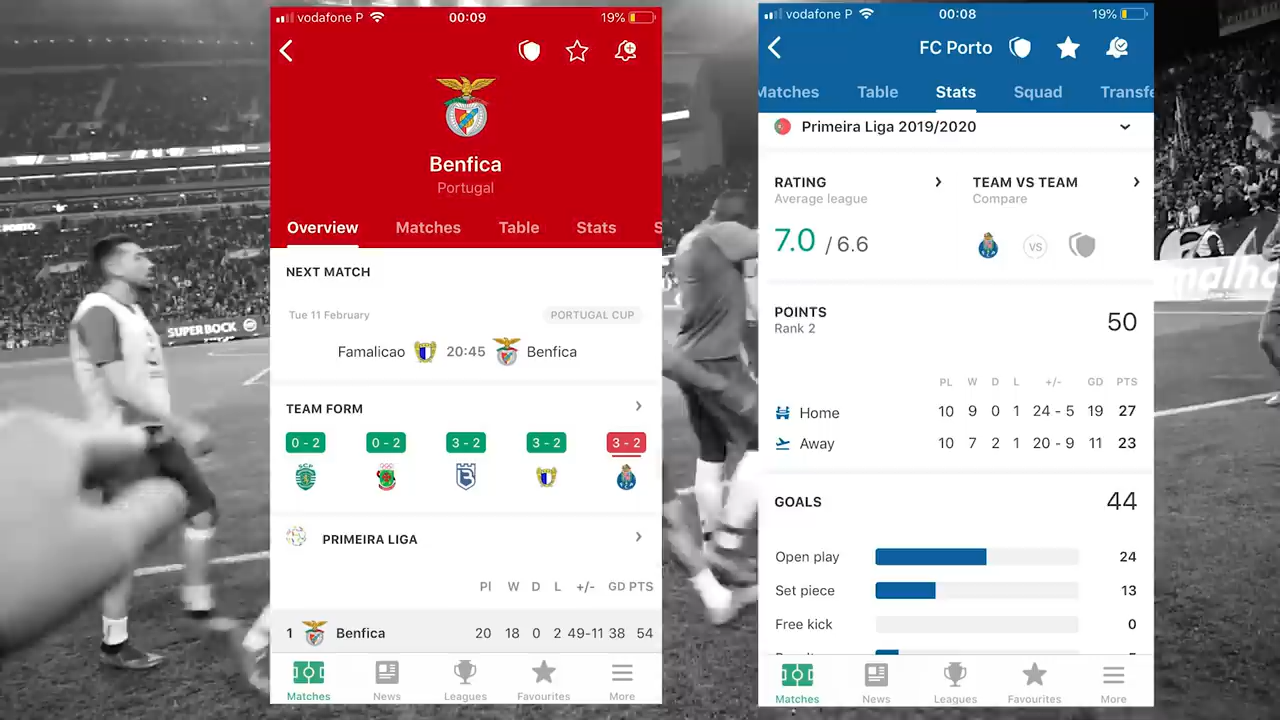 vodafone P 00:09 19%
Benfica
Portugal
Overview Matches Table Stats S
NEXT MATCH
Tue 11 February PORTUGAL CUP
Famalicao 20:45 Benfica
TEAM FORM
0 - 2 0 - 2 3 - 2 3 - 2 3 - 2
PRIMEIRA LIGA
Pl W D L +/- GD PTS
1 Benfica 20 18 0 2 49-11 38 54
Matches News Leagues Favourites More
vodafone P 00:08 19%
FC Porto
Matches Table Stats Squad Transfe
Primeira Liga 2019/2020
RATING
Average league
7.0 / 6.6
TEAM VS TEAM
Compare
VS
POINTS
Rank 2
50
PL W D L +/- GD PTS
Home 10 9 0 1 24 - 5 19 27
Away 10 7 2 1 20 - 9 11 23
GOALS 44
Open play 24
Set piece 13
Free kick 0
Matches News Leagues Favourites More
SUPER BOCK